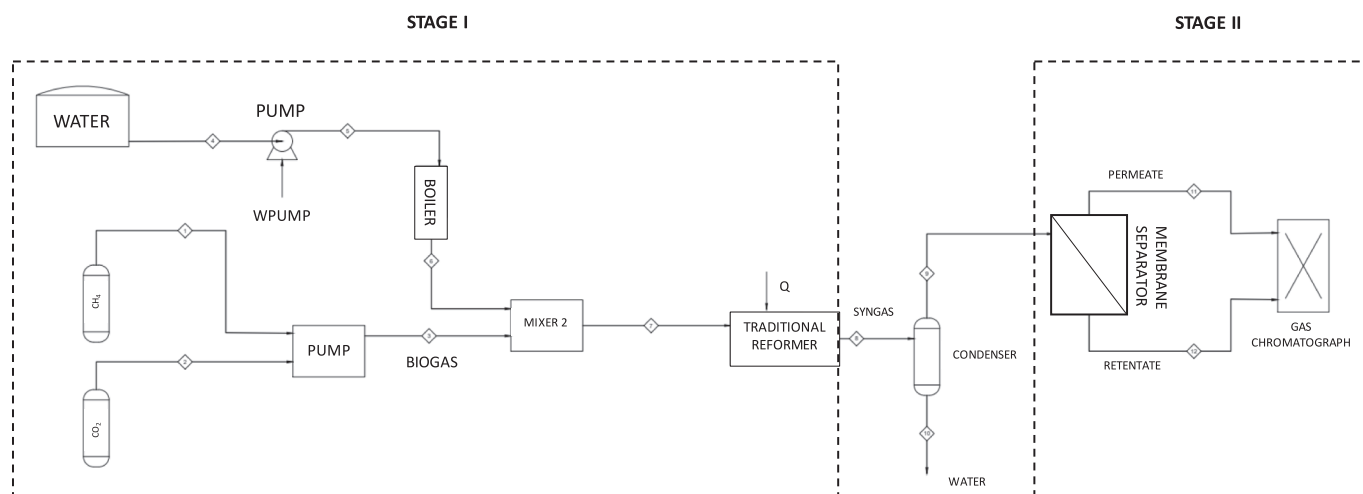 STAGE I
STAGE II
WATER
PUMP
4
5
WPUMP
BOILER
6
1
CH₄
2
CO₂
PUMP
3
BIOGAS
MIXER 2
7
Q
TRADITIONAL
REFORMER
SYNGAS
8
9
CONDENSER
10
WATER
PERMEATE
11
MEMBRANE
SEPARATOR
RETENTATE
12
GAS
CHROMATOGRAPH